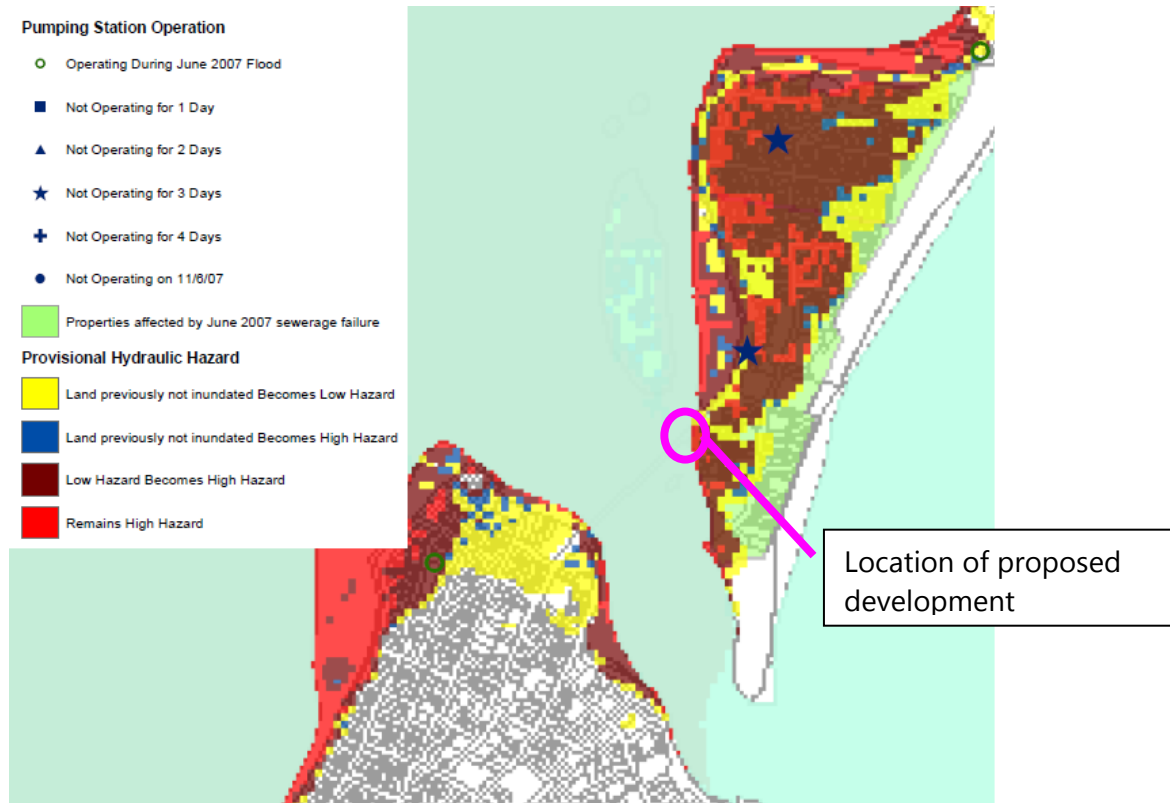 Pumping Station Operation
Operating During June 2007 Flood
Not Operating for 1 Day
Not Operating for 2 Days
Not Operating for 3 Days
Not Operating for 4 Days
Not Operating on 11/6/07
Properties affected by June 2007 sewerage failure
Provisional Hydraulic Hazard
Land previously not inundated Becomes Low Hazard
Land previously not inundated Becomes High Hazard
Low Hazard Becomes High Hazard
Remains High Hazard
Location of proposed
development